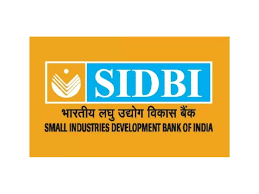 SIDBI
भारतीय लघु उद्योग विकास बैंक
SMALL INDUSTRIES DEVELOPMENT BANK OF INDIA